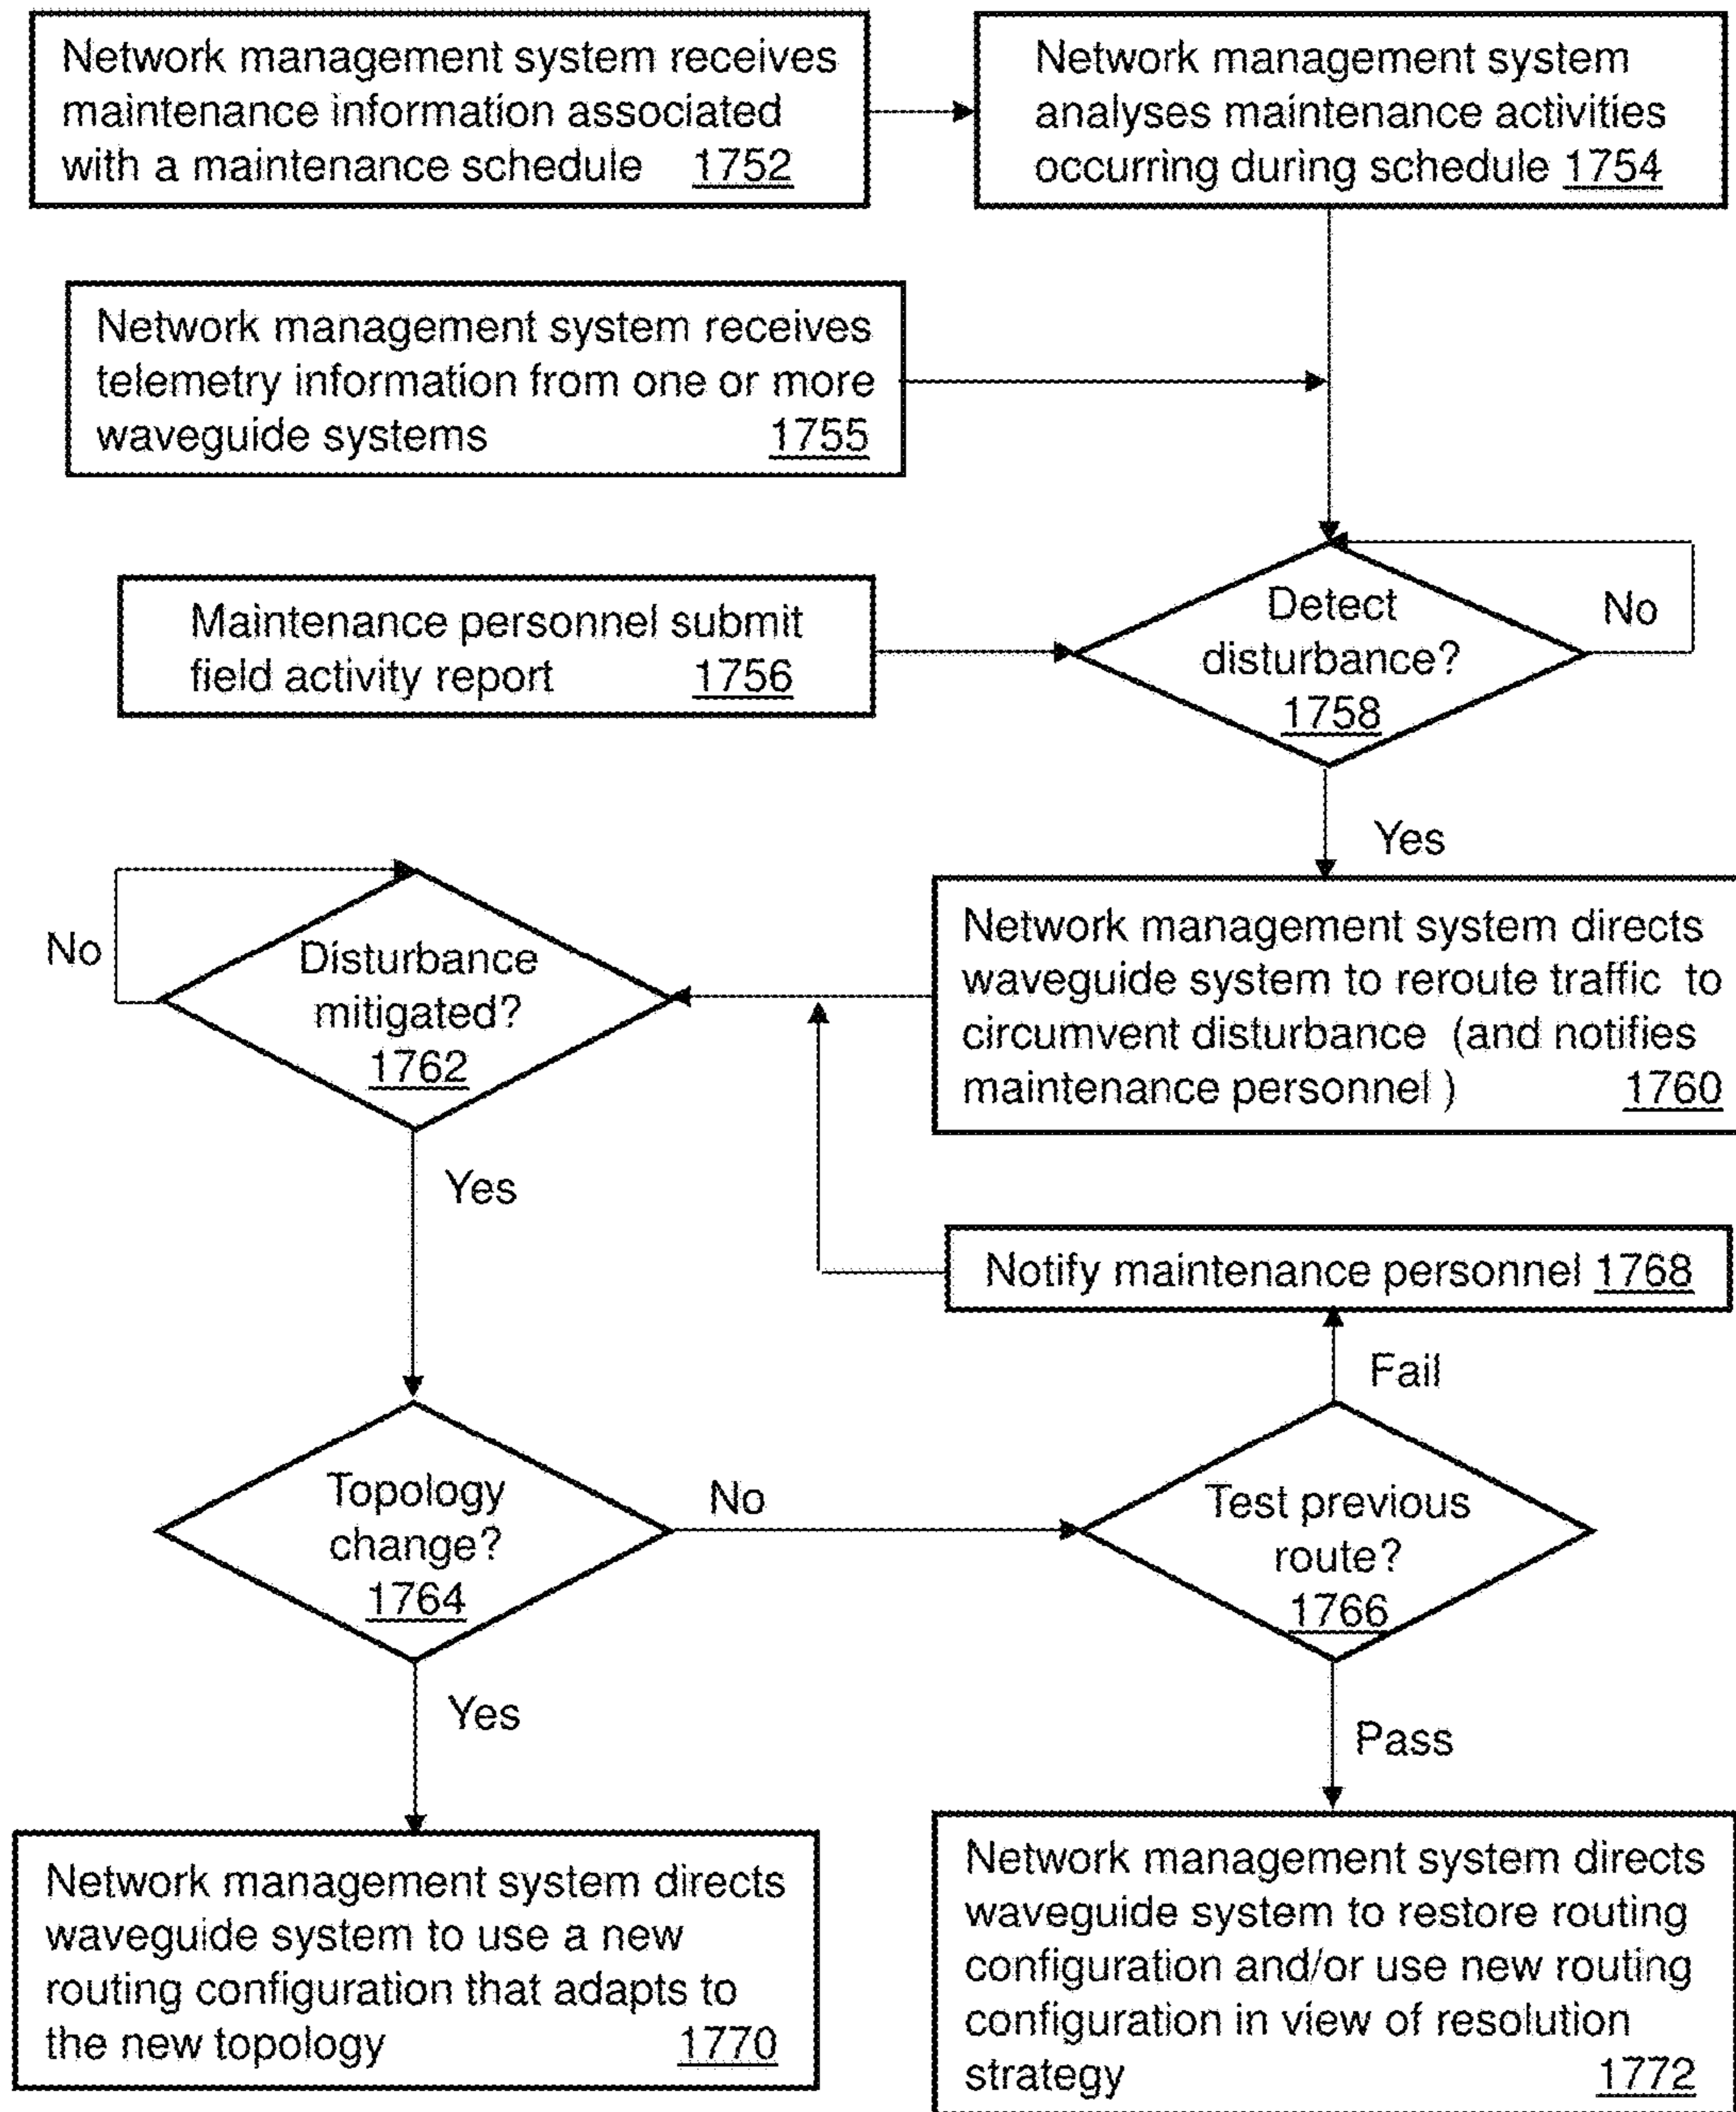 Network management system receives
maintenance information associated
with a maintenance schedule 1752
Network management system
analyses maintenance activities
occurring during schedule 1754
Network management system receives
telemetry information from one or more
waveguide systems 1755
Maintenance personnel submit
field activity report 1756
Detect
disturbance?
1758
No
Yes
Network management system directs
waveguide system to reroute traffic to
circumvent disturbance (and notifies
maintenance personnel ) 1760
No
Disturbance
mitigated?
1762
Yes
Notify maintenance personnel 1768
Fail
Topology
change?
1764
No
Test previous
route?
1766
Yes
Pass
Network management system directs
waveguide system to use a new
routing configuration that adapts to
the new topology 1770
Network management system directs
waveguide system to restore routing
configuration and/or use new routing
configuration in view of resolution
strategy 1772